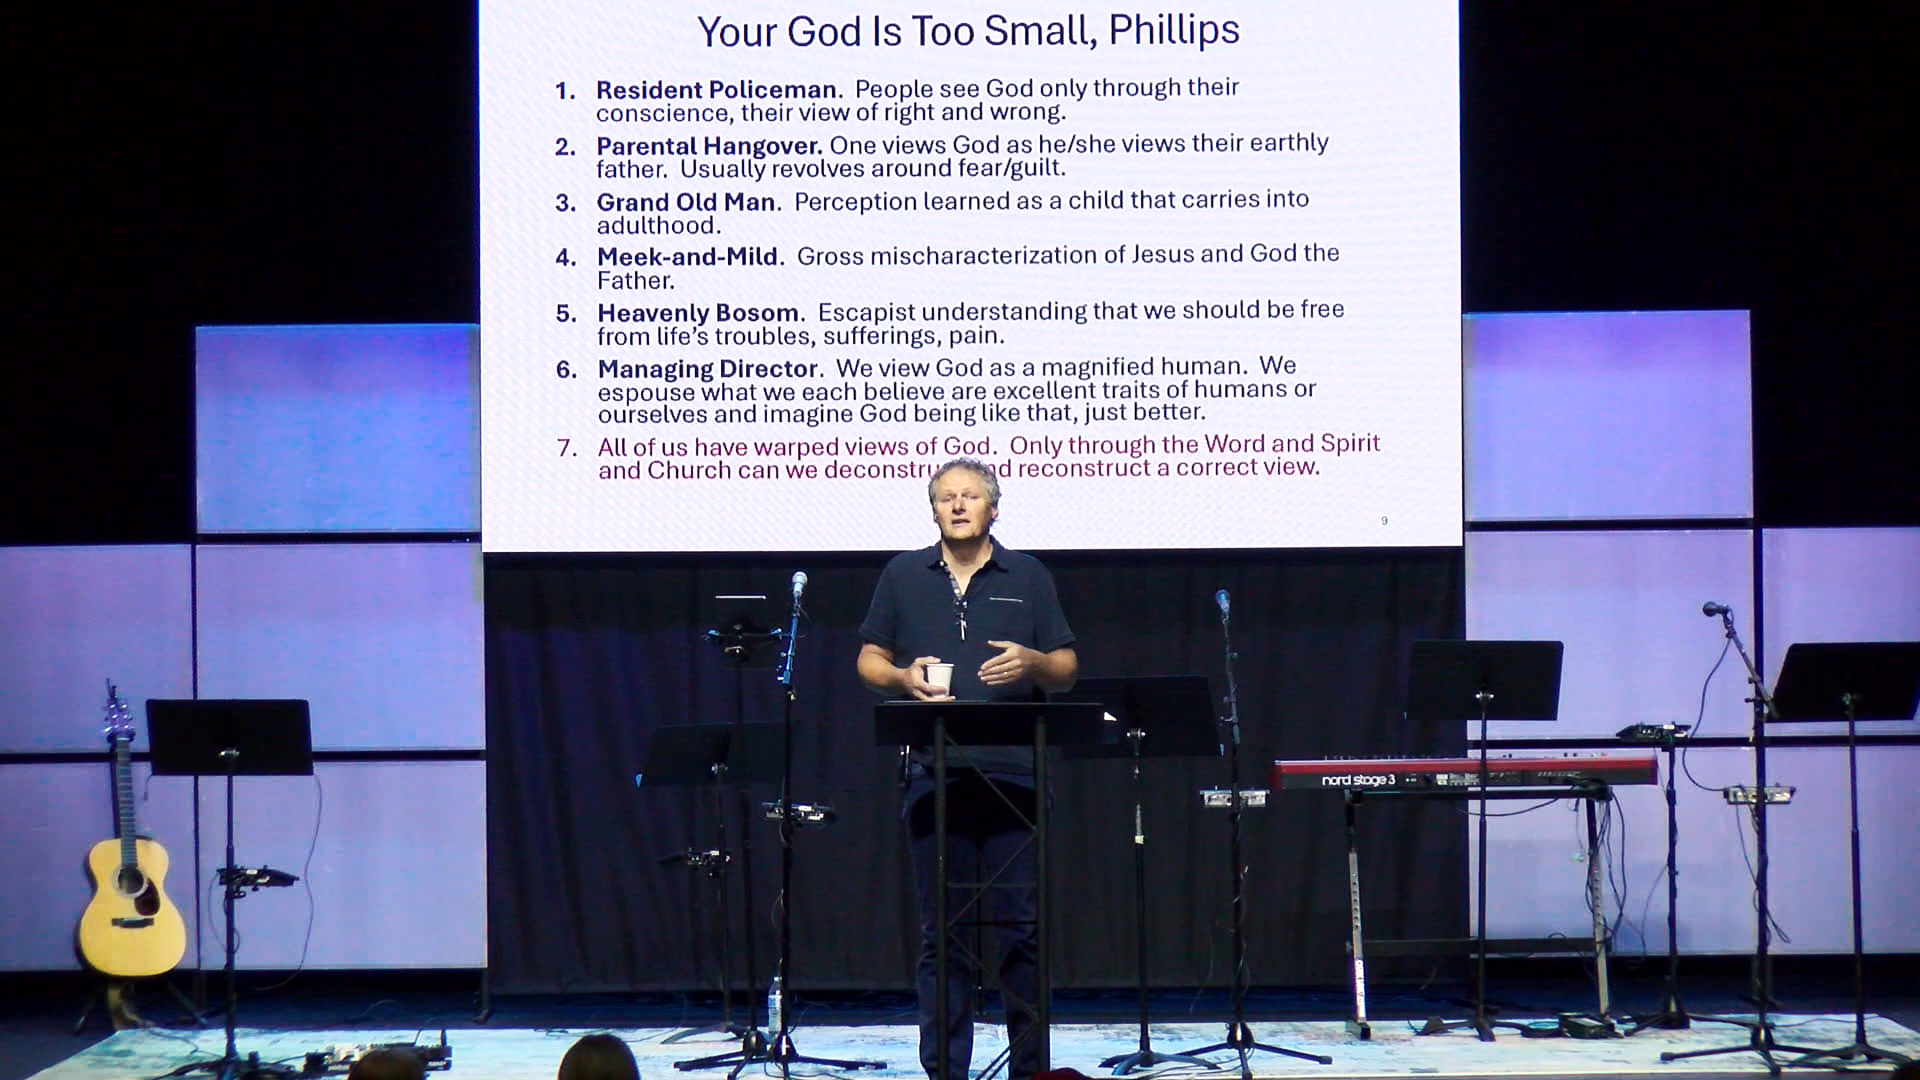 Your God Is Too Small, Phillips
1. Resident Policeman. People see God only through their
conscience, their view of right and wrong.
2. Parental Hangover. One views God as he/she views their earthly
father. Usually revolves around fear/guilt.
3. Grand Old Man. Perception learned as a child that carries into
adulthood.
4. Meek-and-Mild. Gross mischaracterization of Jesus and God the
Father.
5. Heavenly Bosom. Escapist understanding that we should be free
from life's troubles, sufferings, pain.
6. Managing Director. We view God as a magnified human. We
espouse what we each believe are excellent traits of humans or
ourselves and imagine God being like that, just better.
7. All of us have warped views of God. Only through the Word and Spirit
and Church can we reconstruct a correct view.
9
nord stage 3